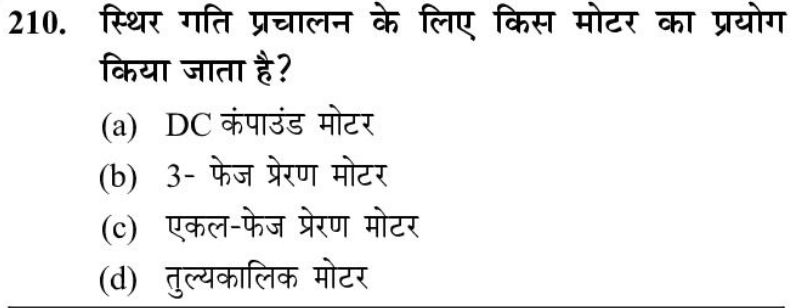 210. स्थिर गति प्रचालन के लिए किस मोटर का प्रयोग
किया जाता है?
(a) DC कंपाउंड मोटर
(b) 3- फेज प्रेरण मोटर
(c) एकल-फेज प्रेरण मोटर
(d) तुल्यकालिक मोटर